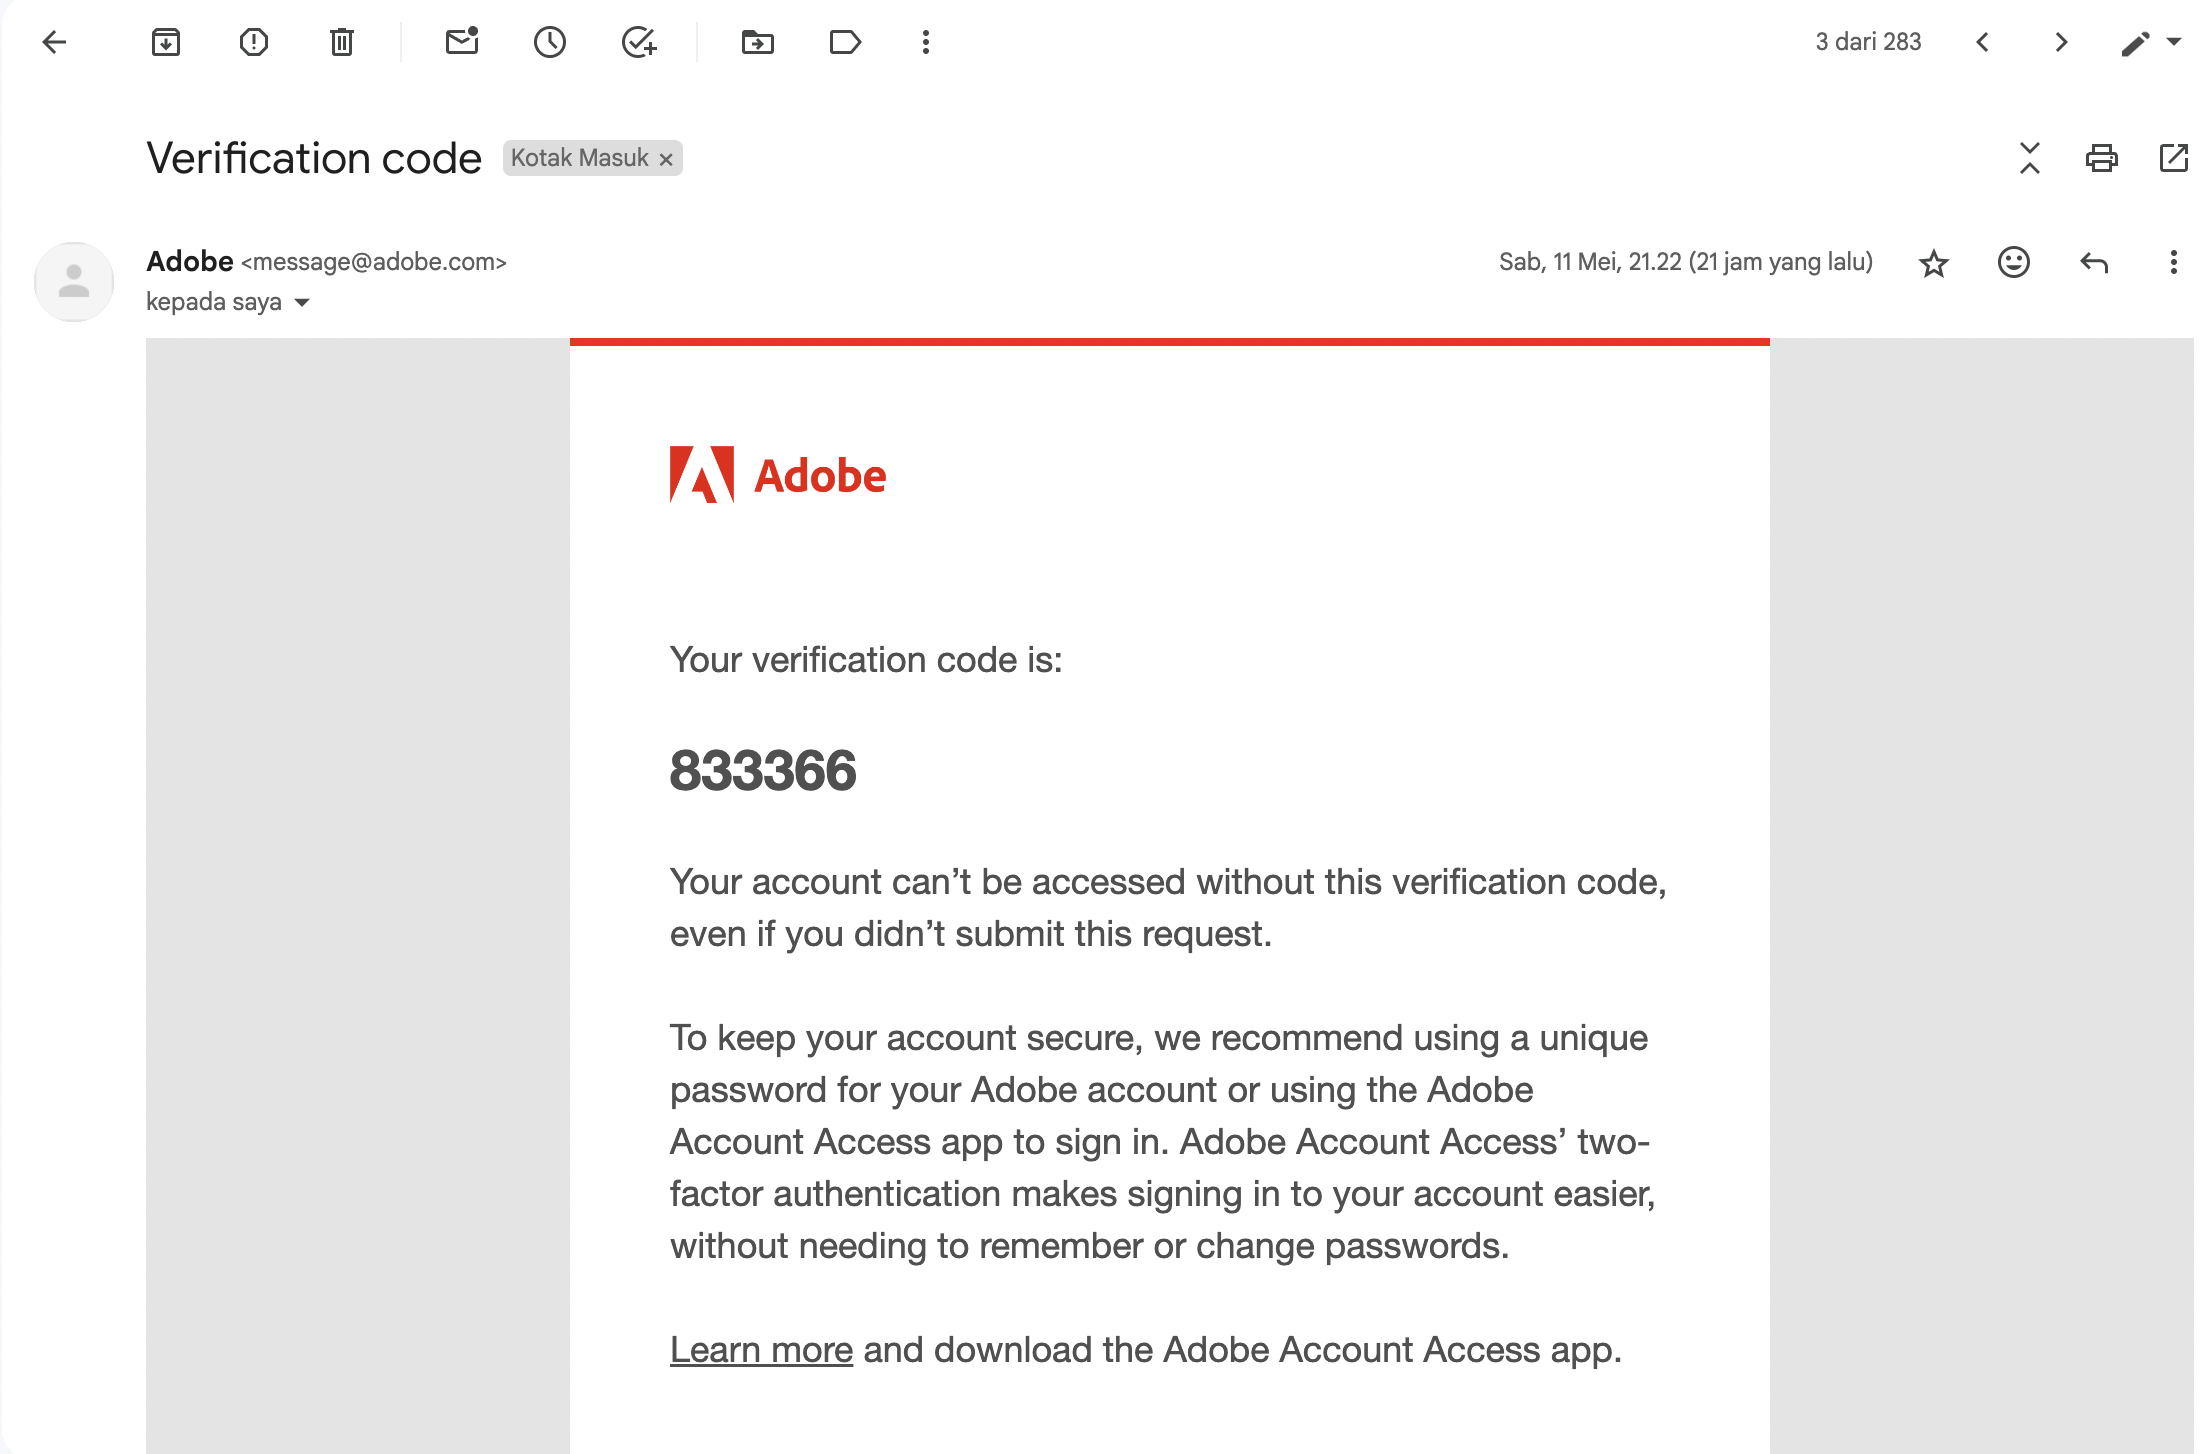 3 dari 283
Verification code Kotak Masuk ×
Adobe <message@adobe.com>
Sab, 11 Mei, 21.22 (21 jam yang lalu)
kepada saya
Adobe
Your verification code is:
833366
Your account can’t be accessed without this verification code,
even if you didn’t submit this request.
To keep your account secure, we recommend using a unique
password for your Adobe account or using the Adobe
Account Access app to sign in. Adobe Account Access’ two-
factor authentication makes signing in to your account easier,
without needing to remember or change passwords.
Learn more and download the Adobe Account Access app.